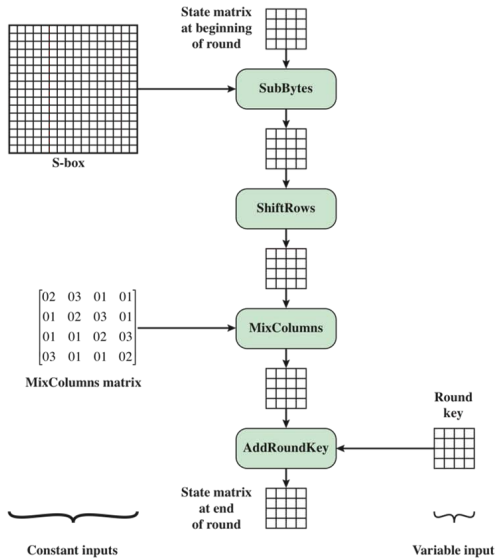 State matrix
at beginning
of round
SubBytes
S-box
ShiftRows
02 03 01 01
01 02 03 01
01 01 02 03
03 01 01 02
MixColumns
MixColumns matrix
Round
key
AddRoundKey
State matrix
at end
of round
Constant inputs
Variable input